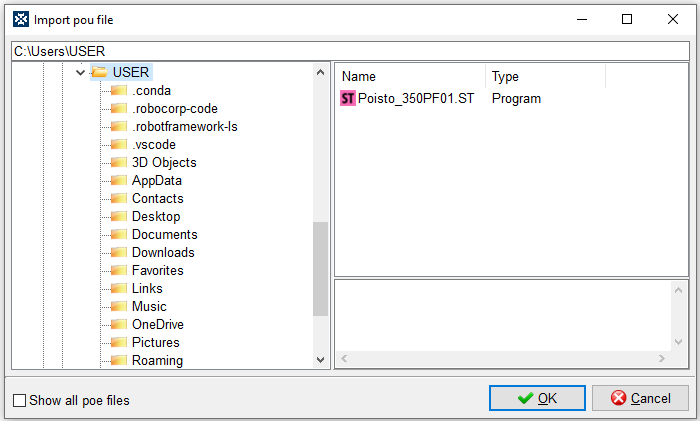 Import pou file
C:\Users\USER
USER
.conda
.robocorp-code
.robotframework-ls
.vscode
3D Objects
AppData
Contacts
Desktop
Documents
Downloads
Favorites
Links
Music
OneDrive
Pictures
Roaming
Name Type
ST Poisto_350PF01.ST Program
Show all poe files
OK
Cancel